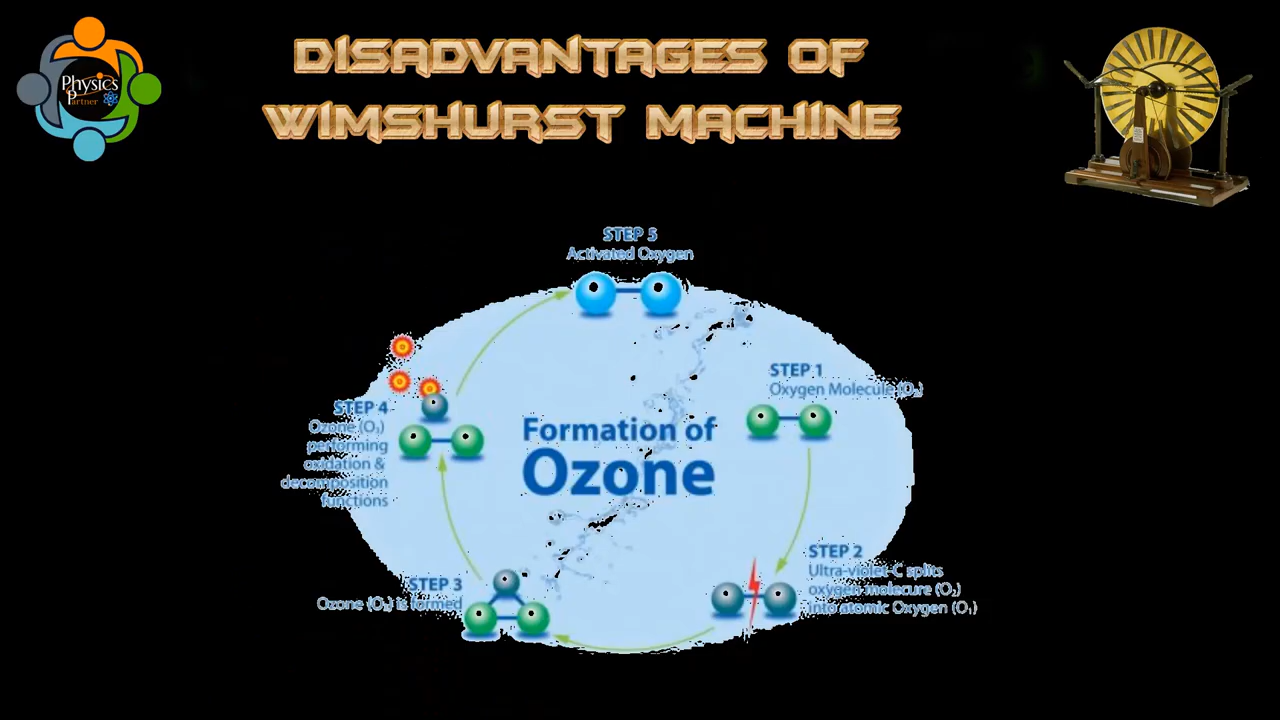 Physics
Partner
DISADVANTAGES OF
WIMSHURST MACHINE
STEP 5
Activated Oxygen
STEP 1
Oxygen Molecule (O₂)
Formation of
Ozone
STEP 4
Ozone (O₃)
performing
oxidation &
decomposition
functions
STEP 2
Ultra-violet-C splits
oxygen molecure (O₂)
into atomic Oxygen (O₁)
STEP 3
Ozone (O₃) is formed